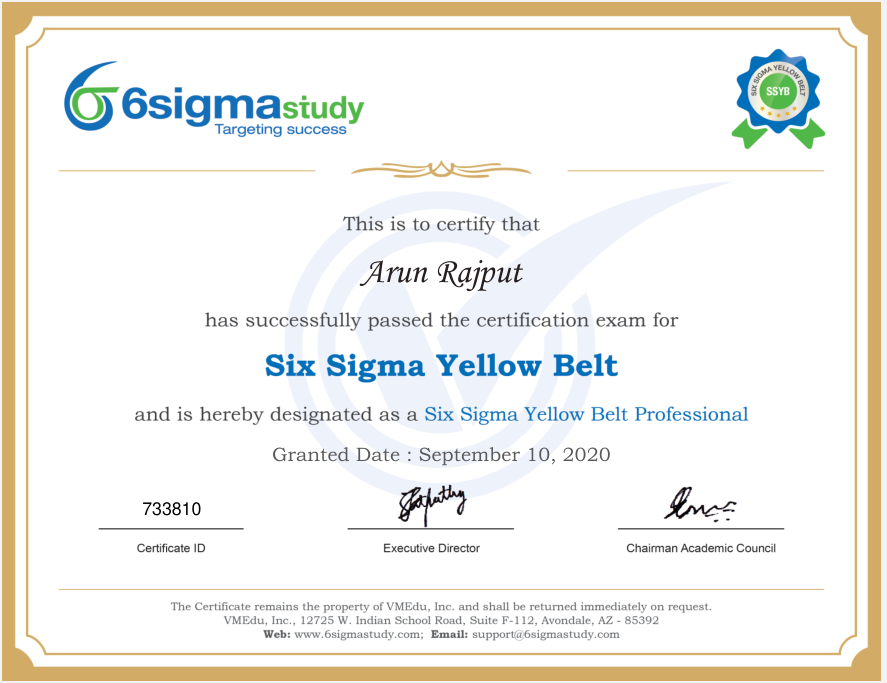 6sigmastudy
Targeting success
SIX SIGMA YELLOW BELT
SSYB
This is to certify that
Arun Rajput
has successfully passed the certification exam for
Six Sigma Yellow Belt
and is hereby designated as a Six Sigma Yellow Belt Professional
Granted Date : September 10, 2020
733810
Certificate ID
Executive Director
Chairman Academic Council
The Certificate remains the property of VMEdu, Inc. and shall be returned immediately on request.
VMEdu, Inc., 12725 W. Indian School Road, Suite F-112, Avondale, AZ - 85392
Web: www.6sigmastudy.com; Email: support@6sigmastudy.com